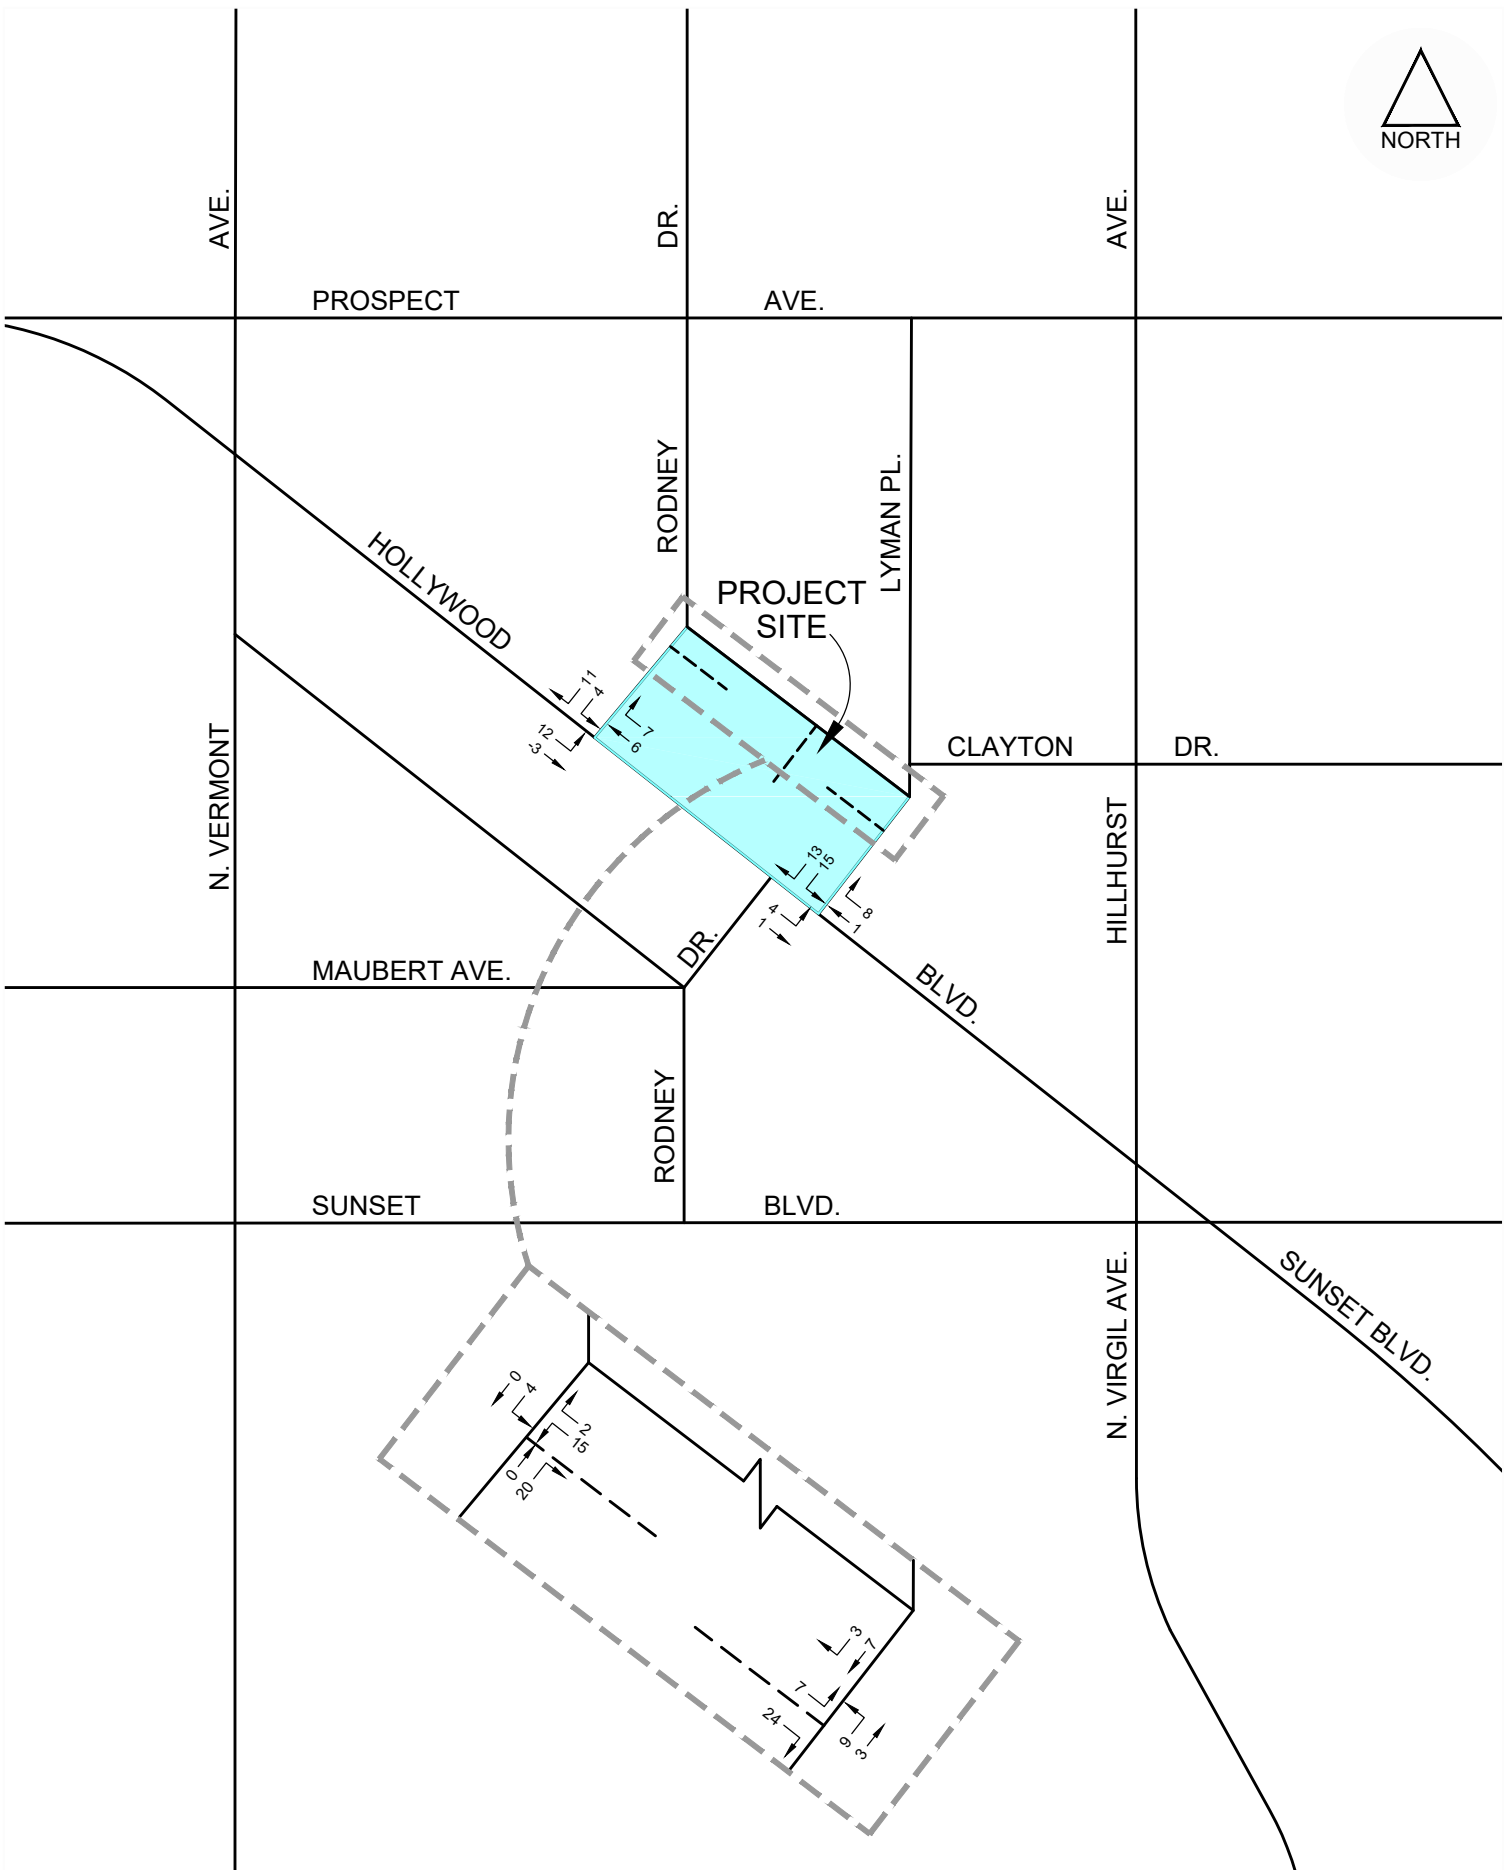 NORTH
AVE.
DR.
AVE.
PROSPECT
AVE.
RODNEY
LYMAN PL.
HOLLYWOOD
PROJECT
SITE
11
4
12
-3
7
6
CLAYTON
DR.
N. VERMONT
HILLHURST
13
15
4
1
8
1
DR.
MAUBERT AVE.
BLVD.
RODNEY
SUNSET
BLVD.
N. VIRGIL AVE.
SUNSET BLVD.
0
4
2
15
0
20
3
7
7
24
9
3